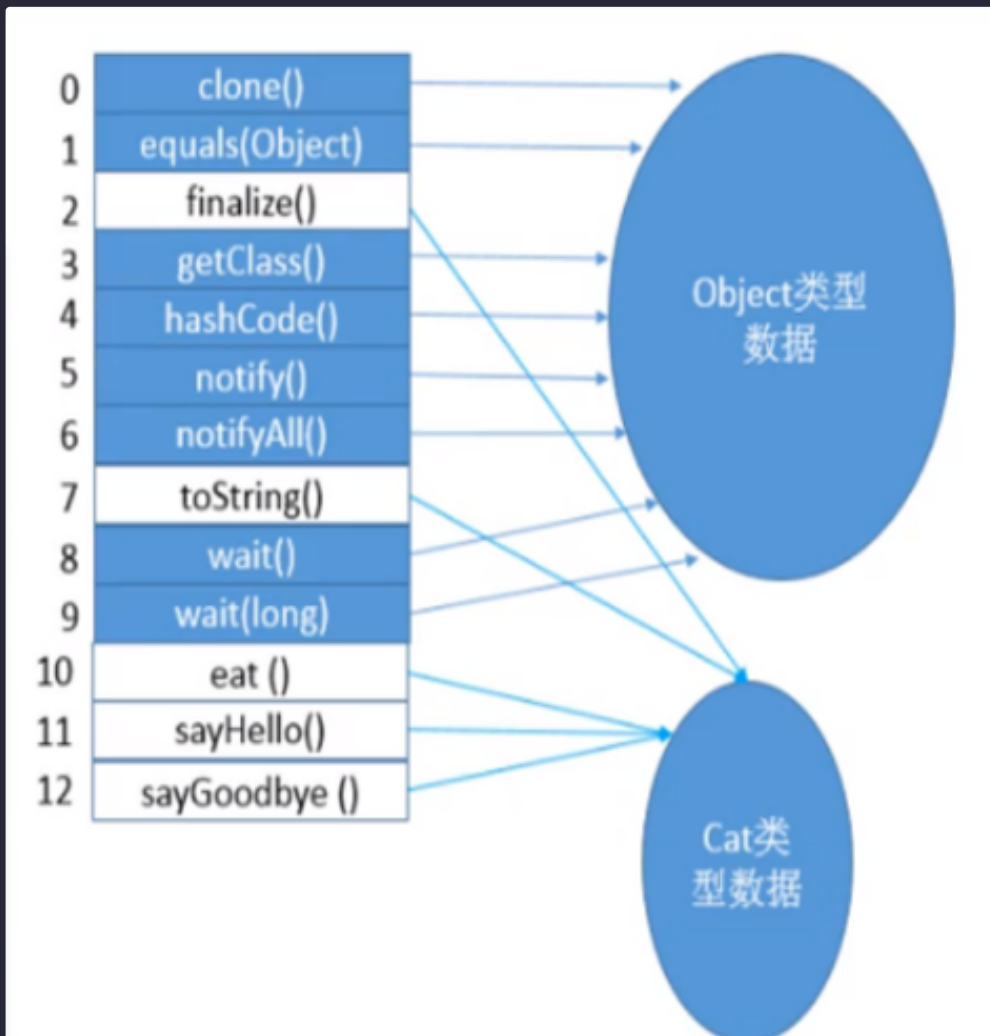 0 clone()
1 equals(Object)
2 finalize()
3 getClass()
4 hashCode()
5 notify()
6 notifyAll()
7 toString()
8 wait()
9 wait(long)
10 eat ()
11 sayHello()
12 sayGoodbye ()
Object类型
数据
Cat类
型数据